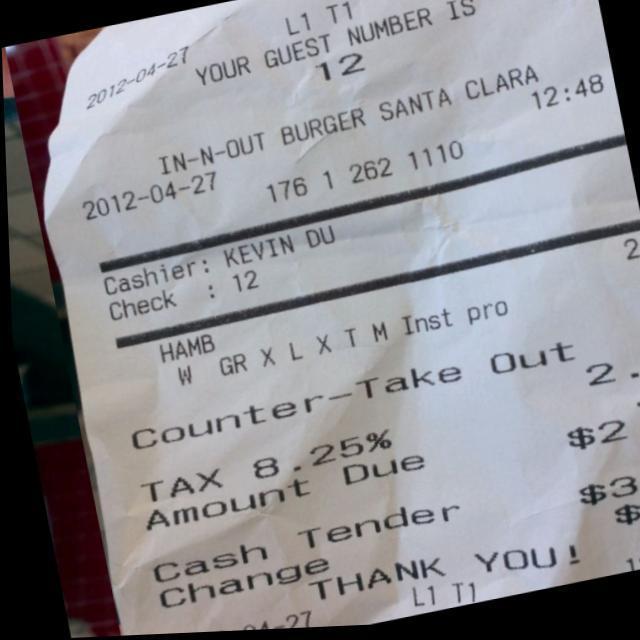 L1 T1
2012-04-27 YOUR GUEST NUMBER IS
12
IN-N-OUT BURGER SANTA CLARA
2012-04-27 176 1 262 1110 12:48
Cashier: KEVIN DU
Check : 12
HAMB 2
W GR X L X T M Inst pro
Counter-Take Out 2.
TAX 8.25%
Amount Due $2
Cash Tender $3
Change $
THANK YOU!
L1 T1
04-27